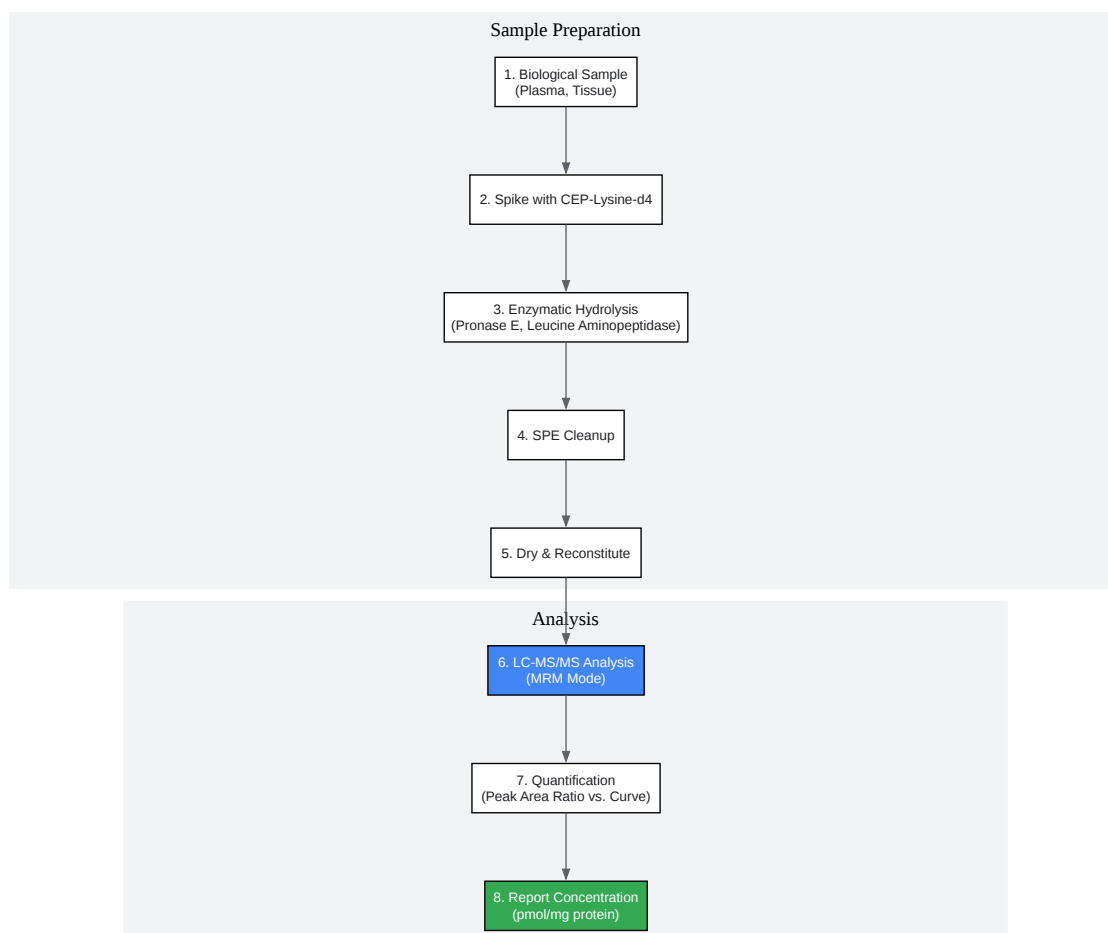 Sample Preparation
1. Biological Sample
(Plasma, Tissue)
2. Spike with CEP-Lysine-d4
3. Enzymatic Hydrolysis
(Pronase E, Leucine Aminopeptidase)
4. SPE Cleanup
5. Dry & Reconstitute
Analysis
6. LC-MS/MS Analysis
(MRM Mode)
7. Quantification
(Peak Area Ratio vs. Curve)
8. Report Concentration
(pmol/mg protein)